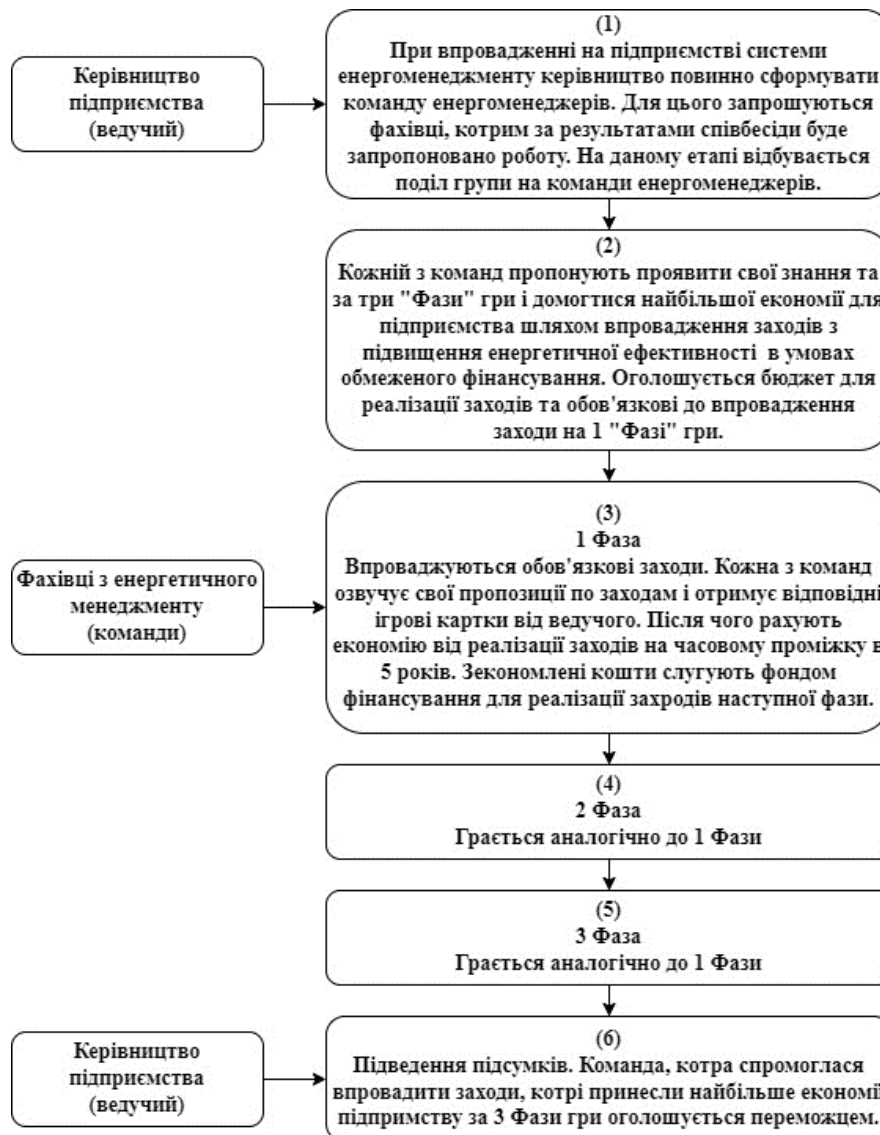 Керівництво
підприємства
(ведучий)
(1)
При впровадженні на підприємстві системи
енергоменеджменту керівництво повинно сформувати
команду енергоменеджерів. Для цього запрошуються
фахівці, котрим за результатами співбесіди буде
запропоновано роботу. На даному етапі відбувається
поділ групи на команди енергоменеджерів.
(2)
Кожній з команд пропонують проявити свої знання та
за три "Фази" гри і домогтися найбільшої економії для
підприємства шляхом впровадження заходів з
підвищення енергетичної ефективності в умовах
обмеженого фінансування. Оголошується бюджет для
реалізації заходів та обов'язкові до впровадження
заходи на 1 "Фазі" гри.
Фахівці з енергетичного
менеджменту
(команди)
(3)
1 Фаза
Впроваджуються обов'язкові заходи. Кожна з команд
озвучує свої пропозиції по заходам і отримує відповідні
ігрові картки від ведучого. Після чого рахують
економію від реалізації заходів на часовому проміжку в
5 років. Зекономлені кошти слугують фондом
фінансування для реалізації захродів наступної фази.
(4)
2 Фаза
Грається аналогічно до 1 Фази
(5)
3 Фаза
Грається аналогічно до 1 Фази
Керівництво
підприємства
(ведучий)
(6)
Підведення підсумків. Команда, котра спромоглася
впровадити заходи, котрі принесли найбільше економії
підпримству за 3 Фази гри оголошується переможцем.